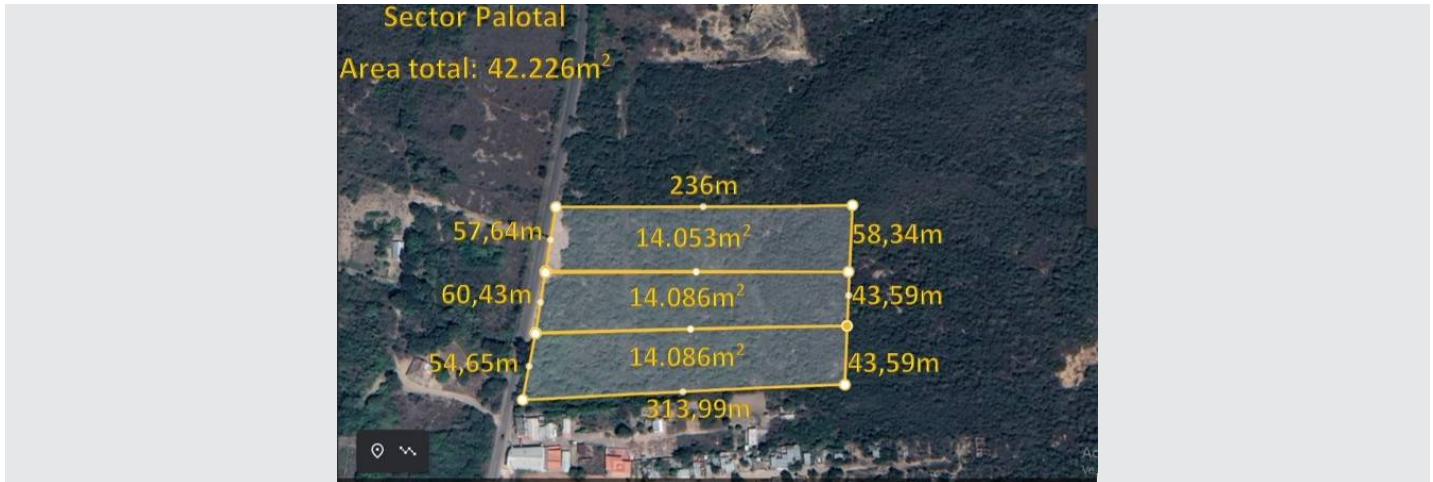 Sector Palotal
Area total: 42.226m²
236m
57,64m
14.053m²
58,34m
60,43m
14.086m²
43,59m
54,65m
14.086m²
43,59m
313,99m